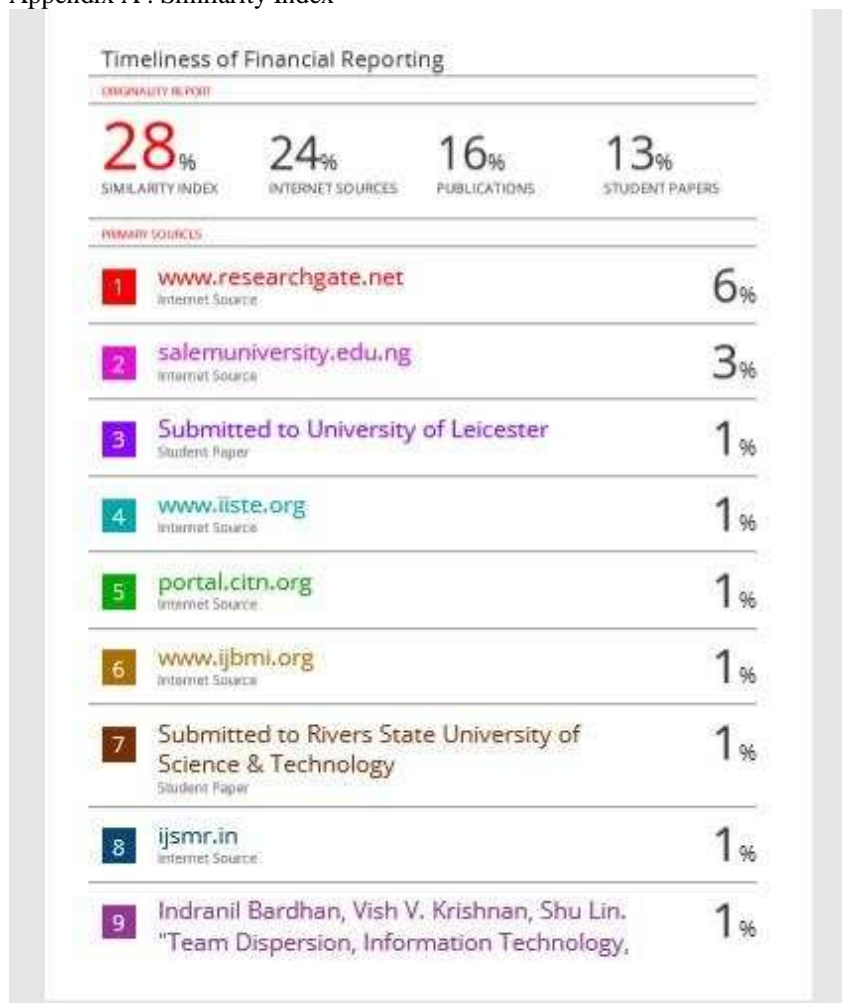 Appendix A : Similarity Index
Timeliness of Financial Reporting
ORIGINALITY REPORT
28% 24% 16% 13%
SIMILARITY INDEX INTERNET SOURCES PUBLICATIONS STUDENT PAPERS
PRIMARY SOURCES
1 www.researchgate.net 6%
Internet Source
2 salemuniversity.edu.ng 3%
Internet Source
3 Submitted to University of Leicester 1%
Student Paper
4 www.iiste.org 1%
Internet Source
5 portal.citn.org 1%
Internet Source
6 www.ijbmi.org 1%
Internet Source
7 Submitted to Rivers State University of 1%
Science & Technology
Student Paper
8 ijsmr.in 1%
Internet Source
9 Indranil Bardhan, Vish V. Krishnan, Shu Lin. 1%
"Team Dispersion, Information Technology,